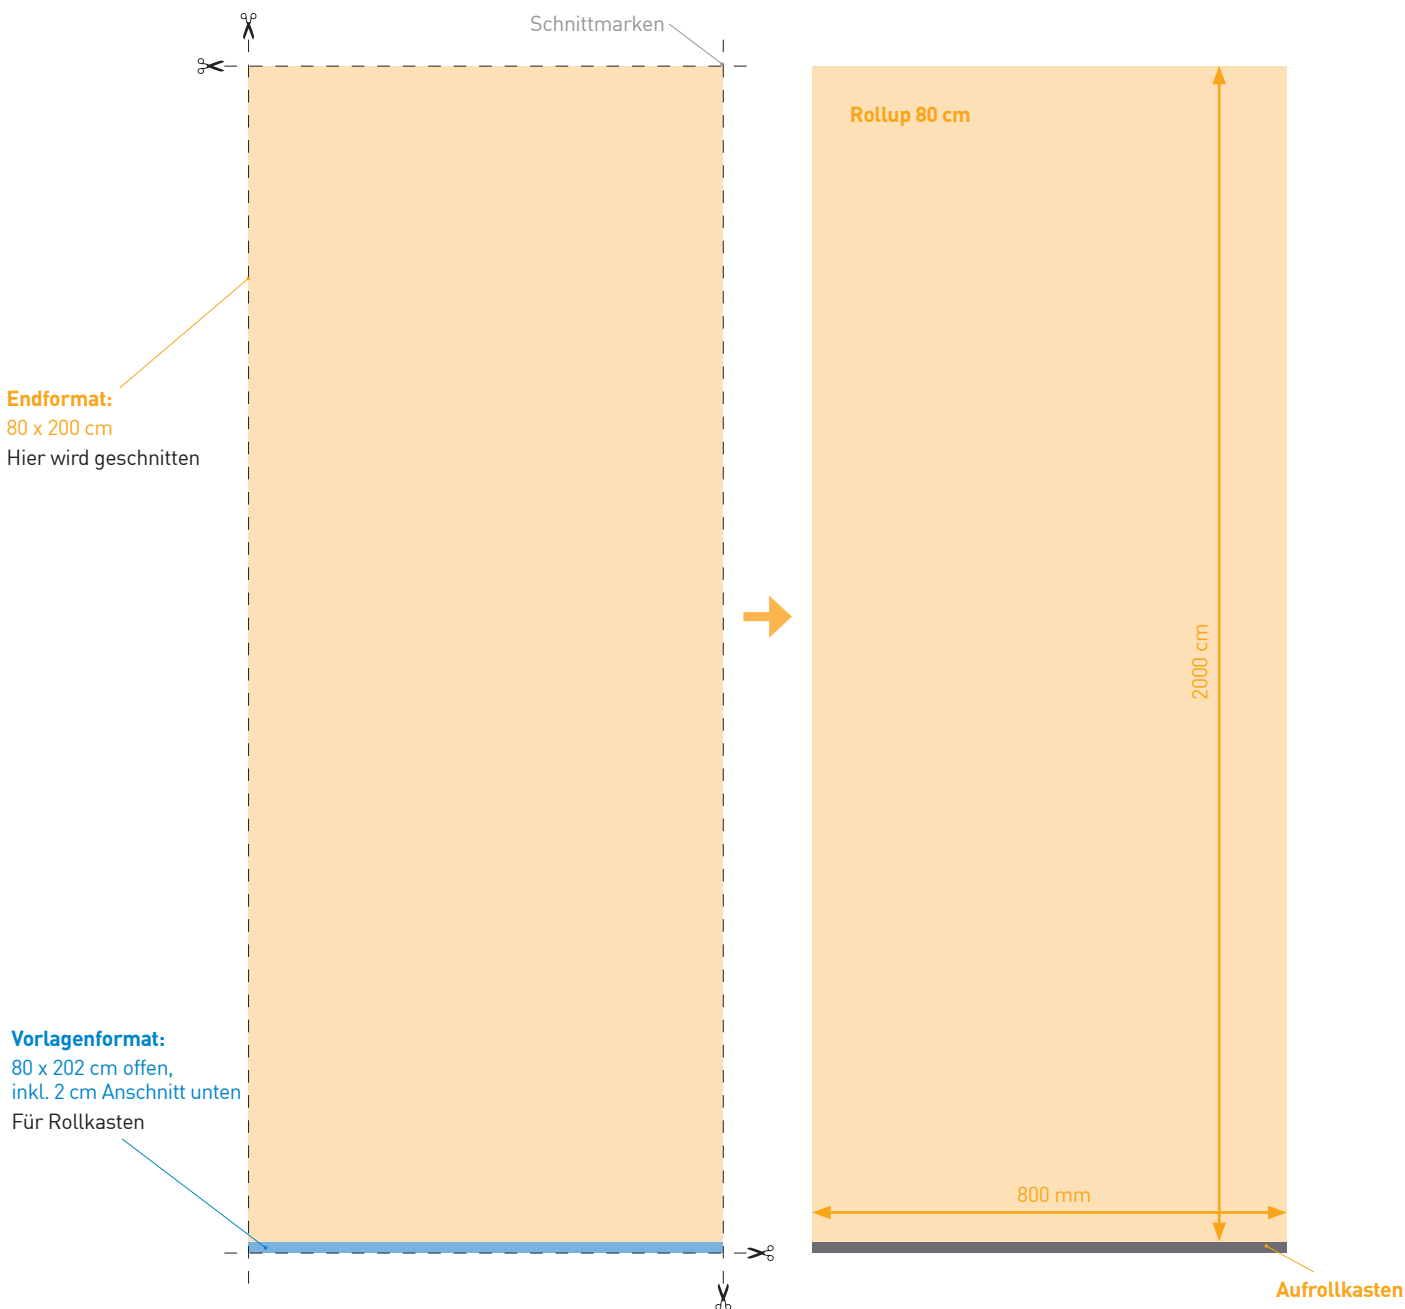 Schnittmarken
Rollup 80 cm
Endformat:
80 x 200 cm
Hier wird geschnitten
2000 cm
Vorlagenformat:
80 x 202 cm offen,
inkl. 2 cm Anschnitt unten
Für Rollkasten
800 mm
Aufrollkasten